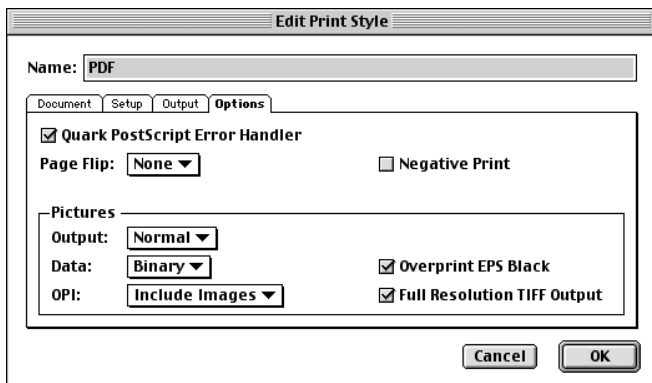 Edit Print Style
Name: PDF
Document Setup Output Options
Quark PostScript Error Handler
Page Flip: None Negative Print
Pictures
Output: Normal
Data: Binary Overprint EPS Black
OPI: Include Images Full Resolution TIFF Output
Cancel OK